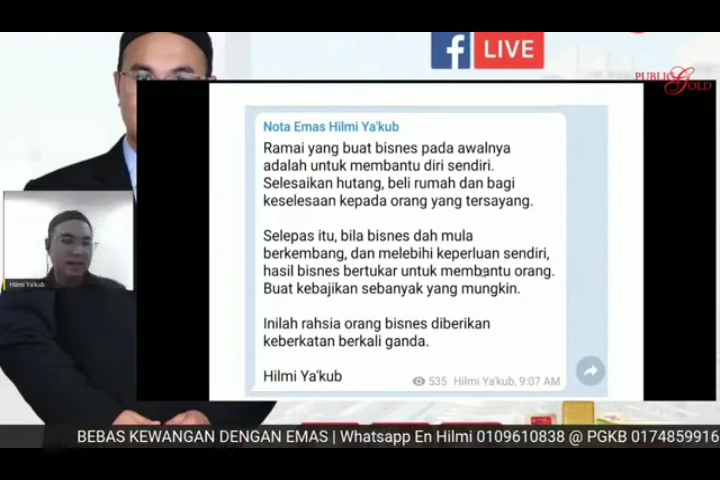 f LIVE
PUBLIC GOLD
Nota Emas Hilmi Ya'kub
Ramai yang buat bisnes pada awalnya
adalah untuk membantu diri sendiri.
Selesaikan hutang, beli rumah dan bagi
keselesaan kepada orang yang tersayang.
Selepas itu, bila bisnes dah mula
berkembang, dan melebihi keperluan sendiri,
hasil bisnes bertukar untuk membantu orang.
Buat kebajikan sebanyak yang mungkin.
Inilah rahsia orang bisnes diberikan
keberkatan berkali ganda.
Hilmi Ya'kub
535 Hilmi Ya'kub, 9:07 AM
Hilmi Ya'kub
BEBAS KEWANGAN DENGAN EMAS | Whatsapp En Hilmi 0109610838 @ PGKB 0174859916